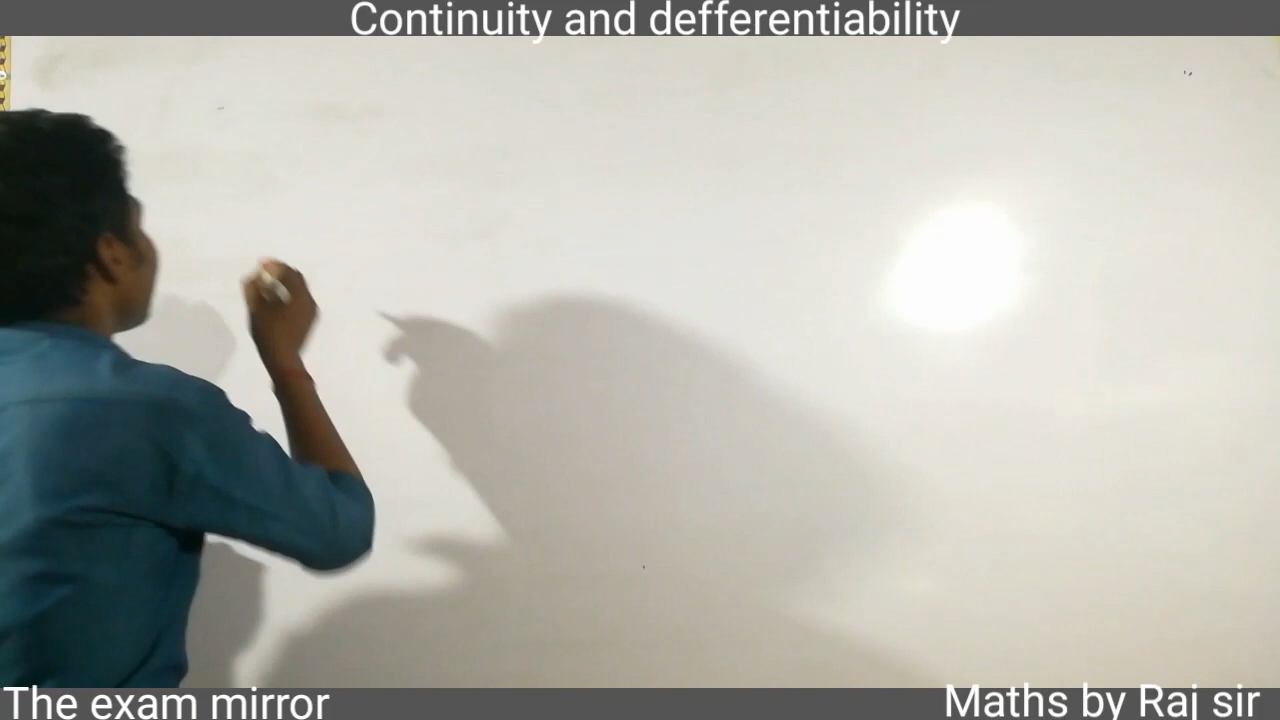 Continuity and defferentiability
The exam mirror
Maths by Raj sir